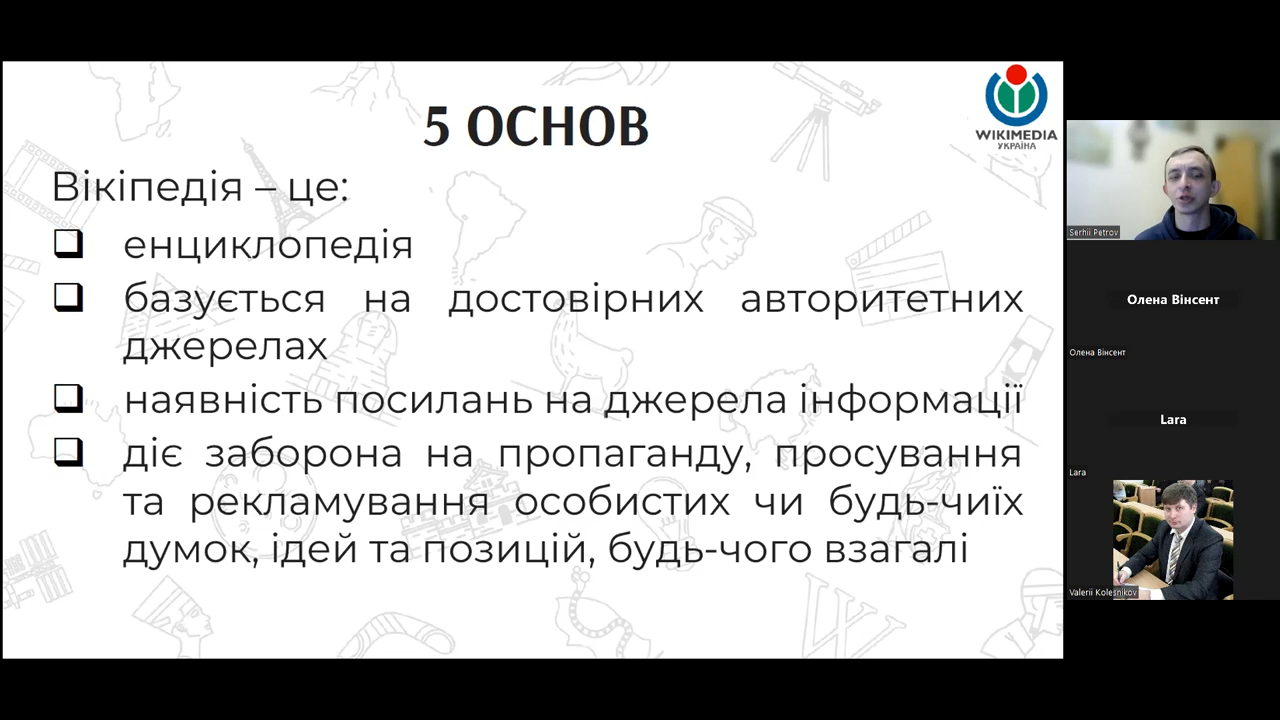 5 ОСНОВ
WIKIMEDIA
УКРАЇНА
Вікіпедія – це:
енциклопедія
базується на достовірних авторитетних
джерелах
наявність посилань на джерела інформації
діє заборона на пропаганду, просування
та рекламування особистих чи будь-чиїх
думок, ідей та позицій, будь-чого взагалі
Serhii Petrov
Олена Вінсент
Олена Вінсент
Lara
Lara
Valerii Kolesnikov